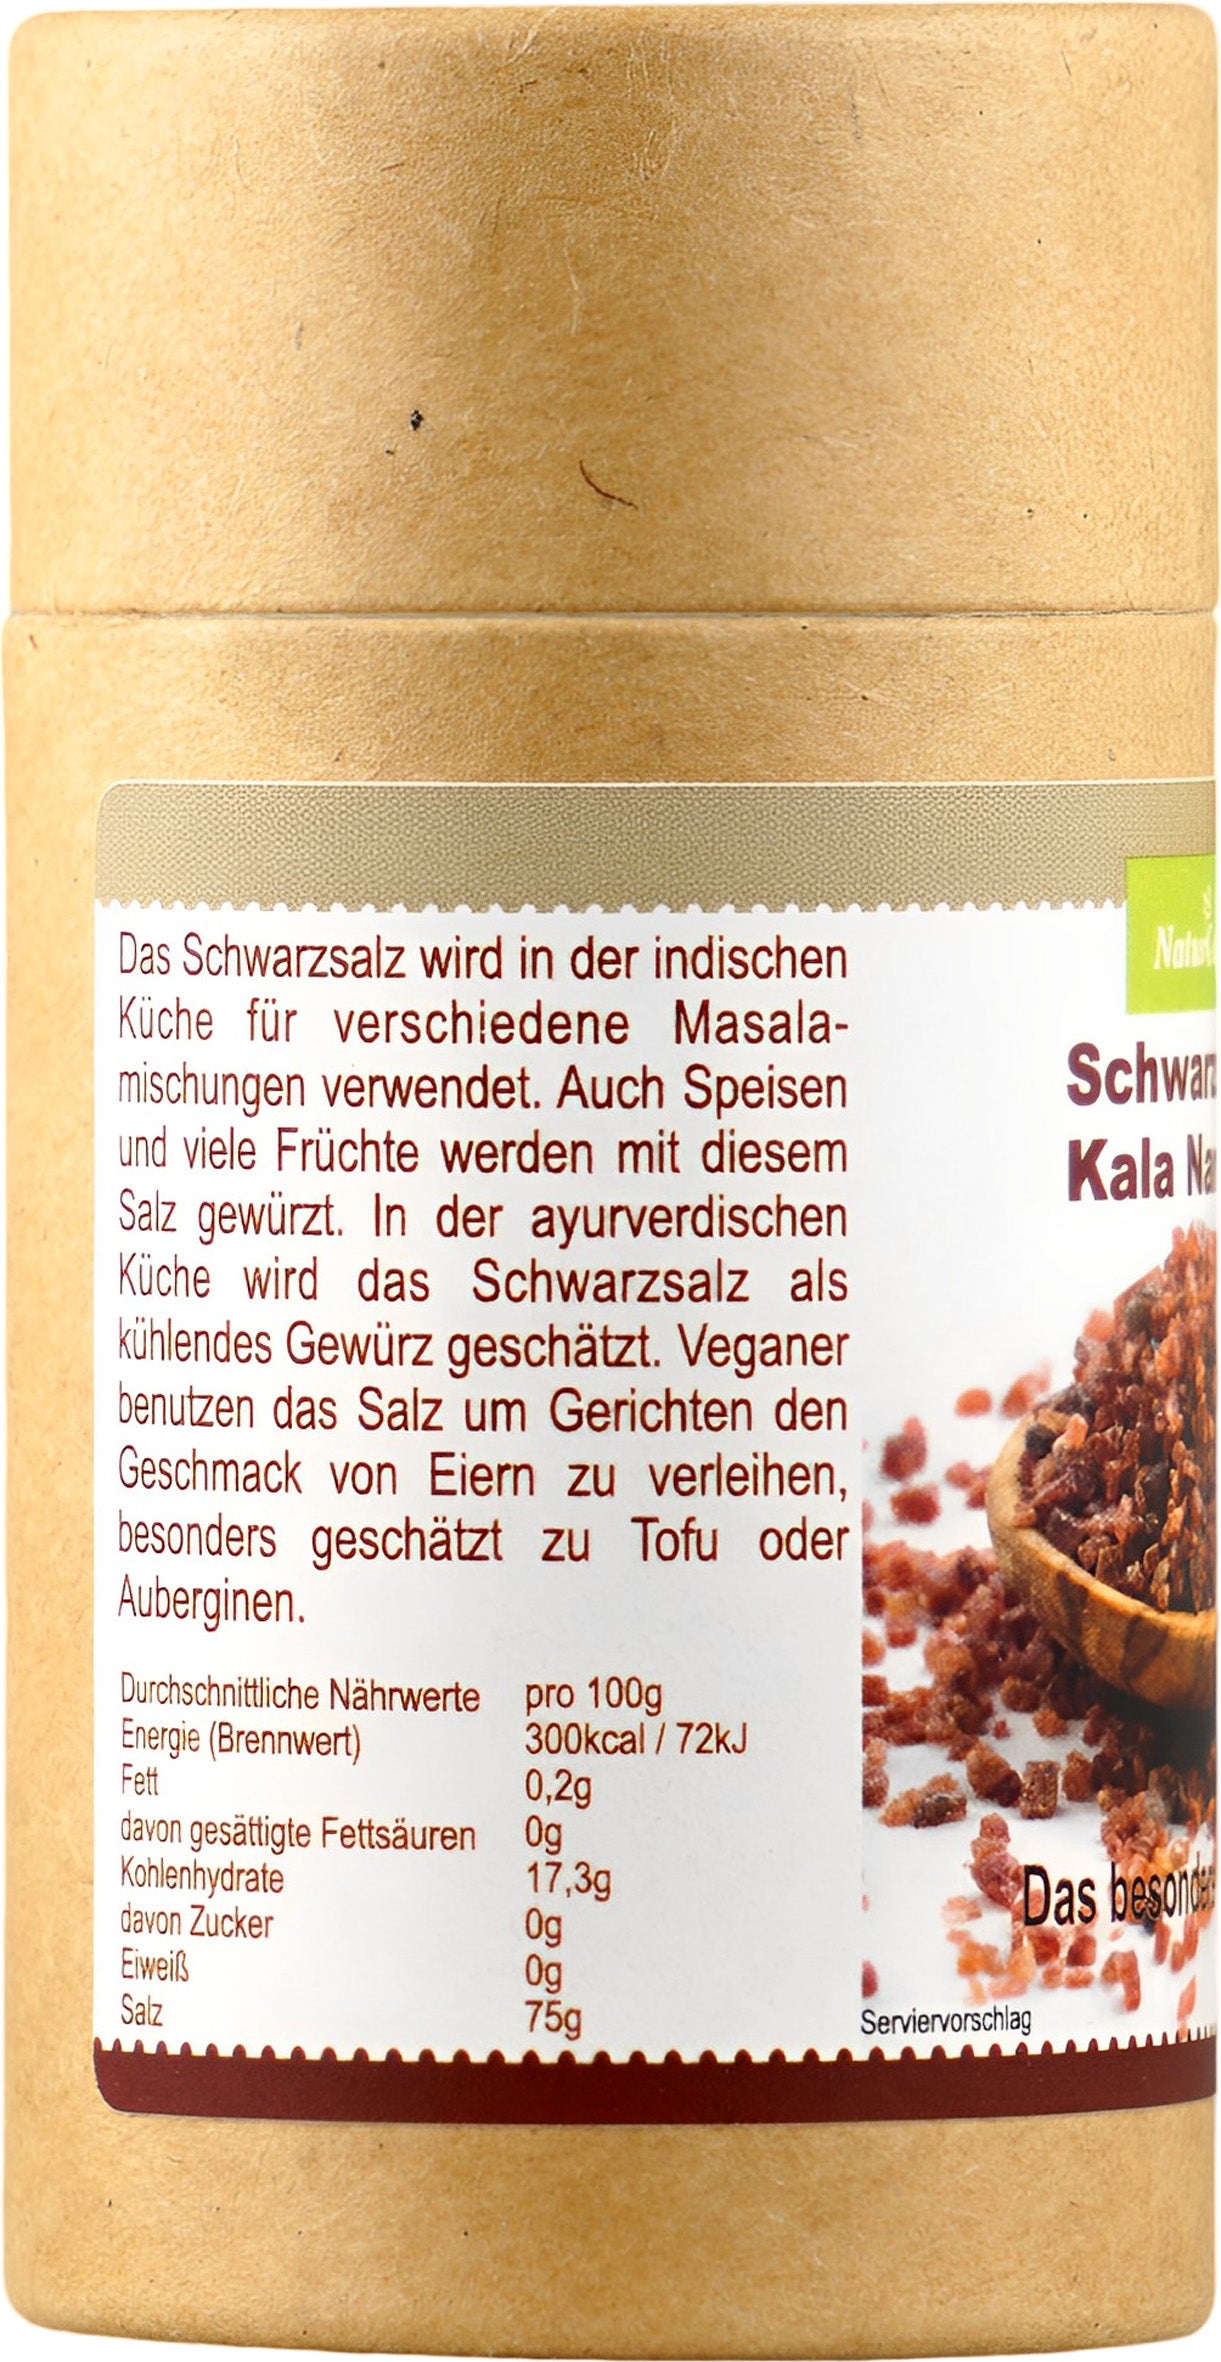 Das Schwarzsalz wird in der indischen
Küche für verschiedene Masala-
mischungen verwendet. Auch Speisen
und viele Früchte werden mit diesem
Salz gewürzt. In der ayurverdischen
Küche wird das Schwarzsalz als
kühlendes Gewürz geschätzt. Veganer
benutzen das Salz um Gerichten den
Geschmack von Eiern zu verleihen,
besonders geschätzt zu Tofu oder
Auberginen.
Durchschnittliche Nährwerte pro 100g
Energie (Brennwert) 300kcal / 72kJ
Fett 0,2g
davon gesättigte Fettsäuren 0g
Kohlenhydrate 17,3g
davon Zucker 0g
Eiweiß 0g
Salz 75g
Kala
Das
Serviervorschlag